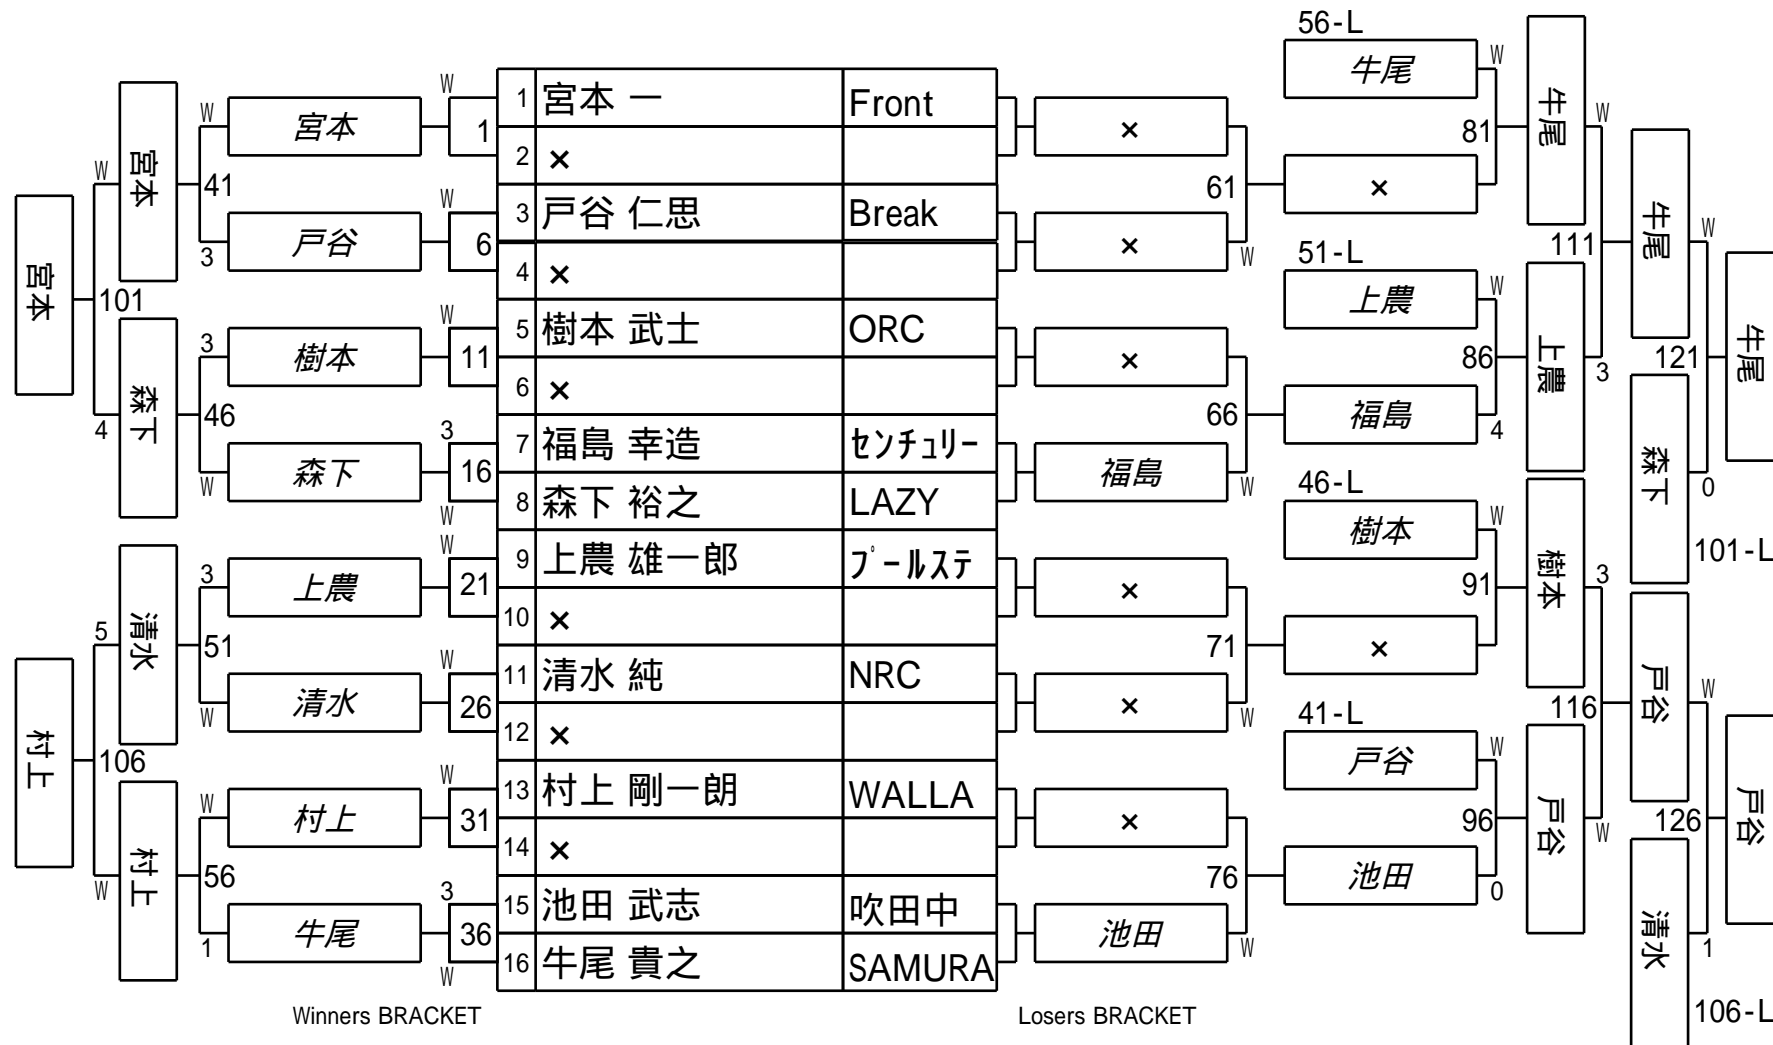 56-L
牛尾 W
W 1 宮本 一 Front
W 宮本 1 × 81 牛尾 W
2 ×
W 宮本 41 61 × 牛尾 W
W 3 戸谷 仁思 Break
3 戸谷 6 × W 111
4 × 51-L
宮本 101 上農 W
W 5 樹本 武士 ORC
3 樹本 11 × 86 上農 3 121 牛尾
6 ×
4 森下 46 66 福島 4
3 7 福島 幸造 センチュリー
W 森下 16 福島 W 森下 0
W 8 森下 裕之 LAZY 46-L
樹本 W 101-L
W 9 上農 雄一郎 プールステ
3 上農 21 × 91 樹本 3
10 ×
5 清水 51 71 ×
W 11 清水 純 NRC
W 清水 26 × W 116 戸谷 W
12 × 41-L
村上 106 戸谷 W
W 13 村上 剛一朗 WALLA
W 村上 31 × 96 戸谷 W 126 戸谷
14 ×
W 村上 56 76 池田 0
3 15 池田 武志 吹田中
1 牛尾 36 池田 W 清水 1
W 16 牛尾 貴之 SAMURA
Winners BRACKET Losers BRACKET 106-L